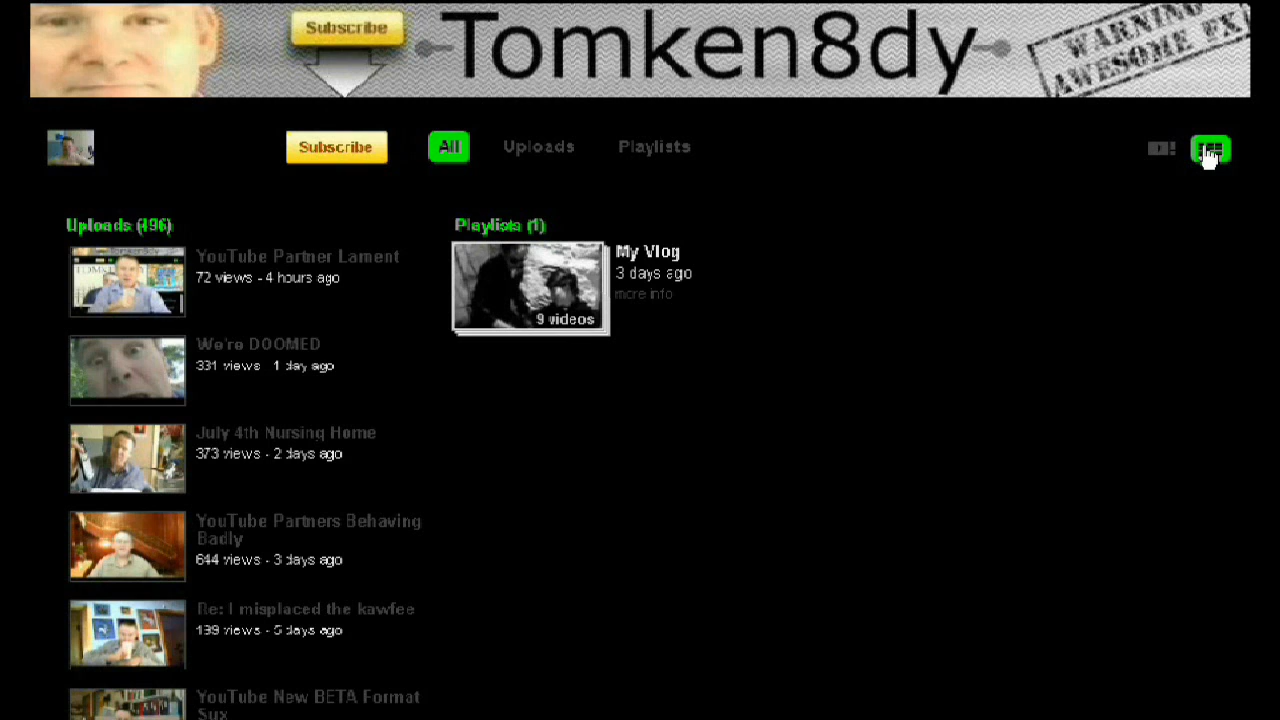 Subscribe
Tomken8dy
WARNING
AWESOME FX
Subscribe
All
Uploads
Playlists
Uploads (496)
YouTube Partner Lament
72 views - 4 hours ago
We're DOOMED
331 views - 1 day ago
July 4th Nursing Home
373 views - 2 days ago
YouTube Partners Behaving
Badly
644 views - 3 days ago
Re: I misplaced the kawfee
139 views - 5 days ago
YouTube New BETA Format
Sux
Playlists (1)
My Vlog
3 days ago
more info
9 videos